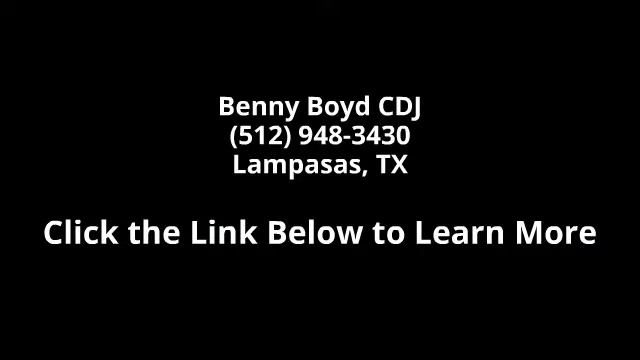 Benny Boyd CDJ
(512) 948-3430
Lampasas, TX
Click the Link Below to Learn More